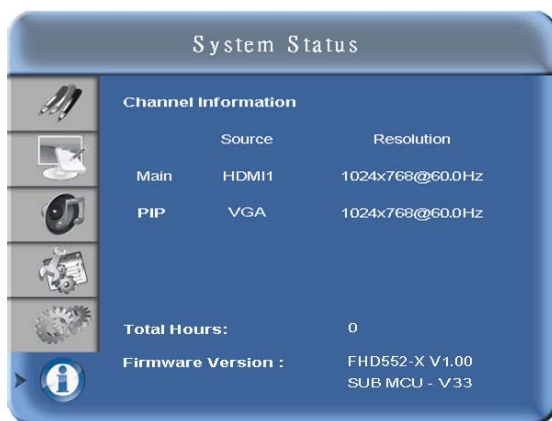 System Status
Channel Information
Source Resolution
Main HDMI1 1024x768@60.0Hz
PIP VGA 1024x768@60.0Hz
Total Hours: 0
Firmware Version : FHD552-X V1.00
SUB MCU - V33